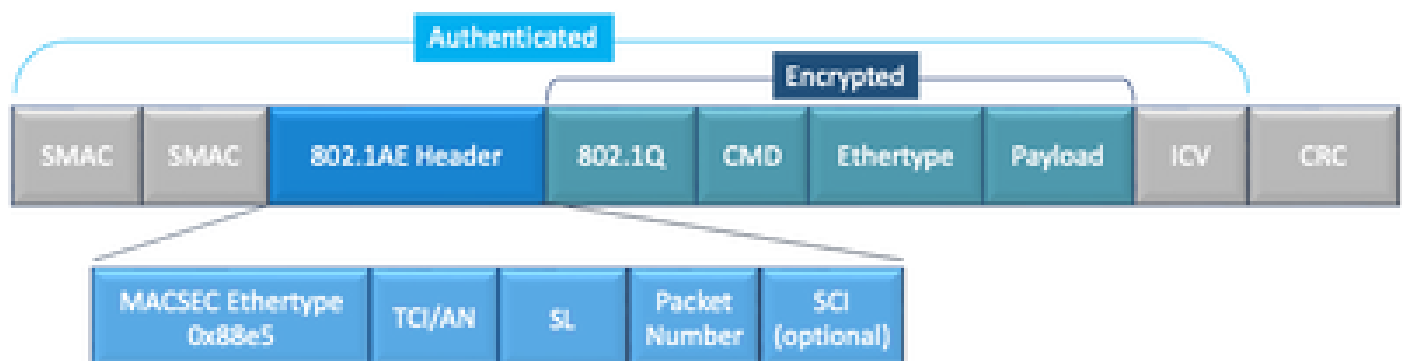 Authenticated
Encrypted
SMAC SMAC 802.1AE Header 802.1Q CMD Ethertype Payload ICV CRC
MACSEC Ethertype
0x88e5
TCI/AN
SL
Packet
Number
SCI
(optional)